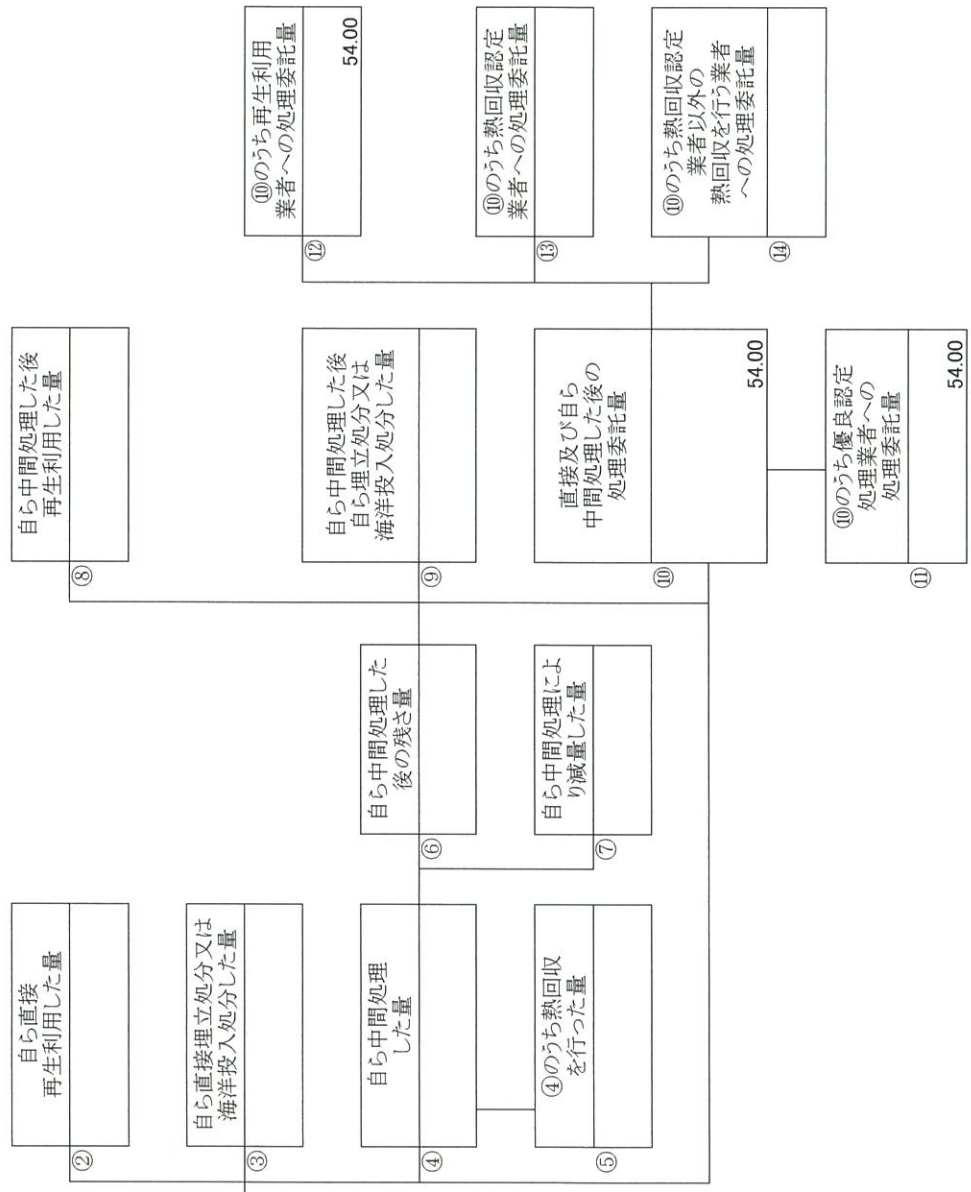 ②
自ら直接
再生利用した量
③
自ら直接埋立処分又は
海洋投入処分した量
④
自ら中間処理
した量
⑤
④のうち熱回収
を行った量
⑥
自ら中間処理した
後の残さ量
⑦
自ら中間処理によ
り減量した量
⑧
自ら中間処理した後
再生利用した量
⑨
自ら中間処理した後
自ら埋立処分又は
海洋投入処分した量
⑩
直接及び自ら
中間処理した後の
処理委託量
54.00
⑪
⑩のうち優良認定
処理業者への
処理委託量
54.00
⑫
⑩のうち再生利用
業者への処理委託量
54.00
⑬
⑩のうち熱回収認定
業者への処理委託量
⑭
⑩のうち熱回収認定
業者以外の
熱回収を行う業者
への処理委託量